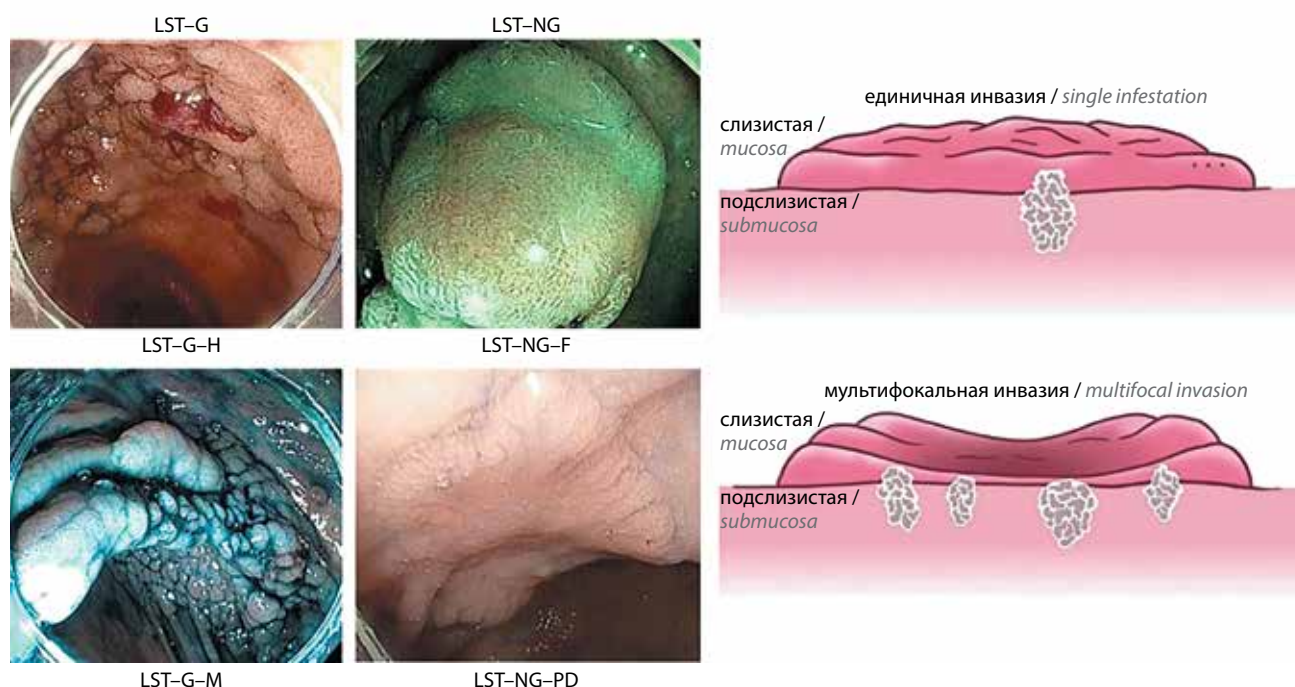 LST–G
LST–NG
LST–G–H
LST–NG–F
LST–G–M
LST–NG–PD
единичная инвазия / single infestation
слизистая /
mucosa
подслизистая /
submucosa
мультифокальная инвазия / multifocal invasion
слизистая /
mucosa
подслизистая /
submucosa